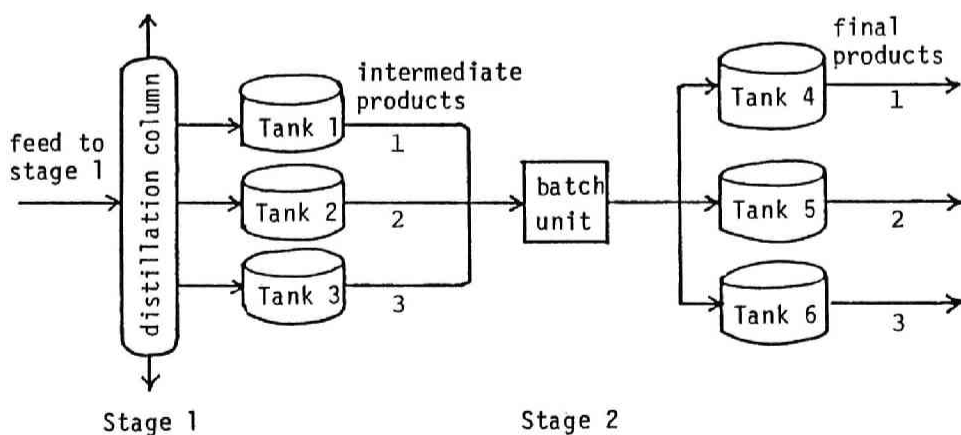 feed to
stage 1
distillation column
Tank 1
Tank 2
Tank 3
intermediate
products
1
2
3
batch
unit
Tank 4
Tank 5
Tank 6
final
products
1
2
3
Stage 1
Stage 2